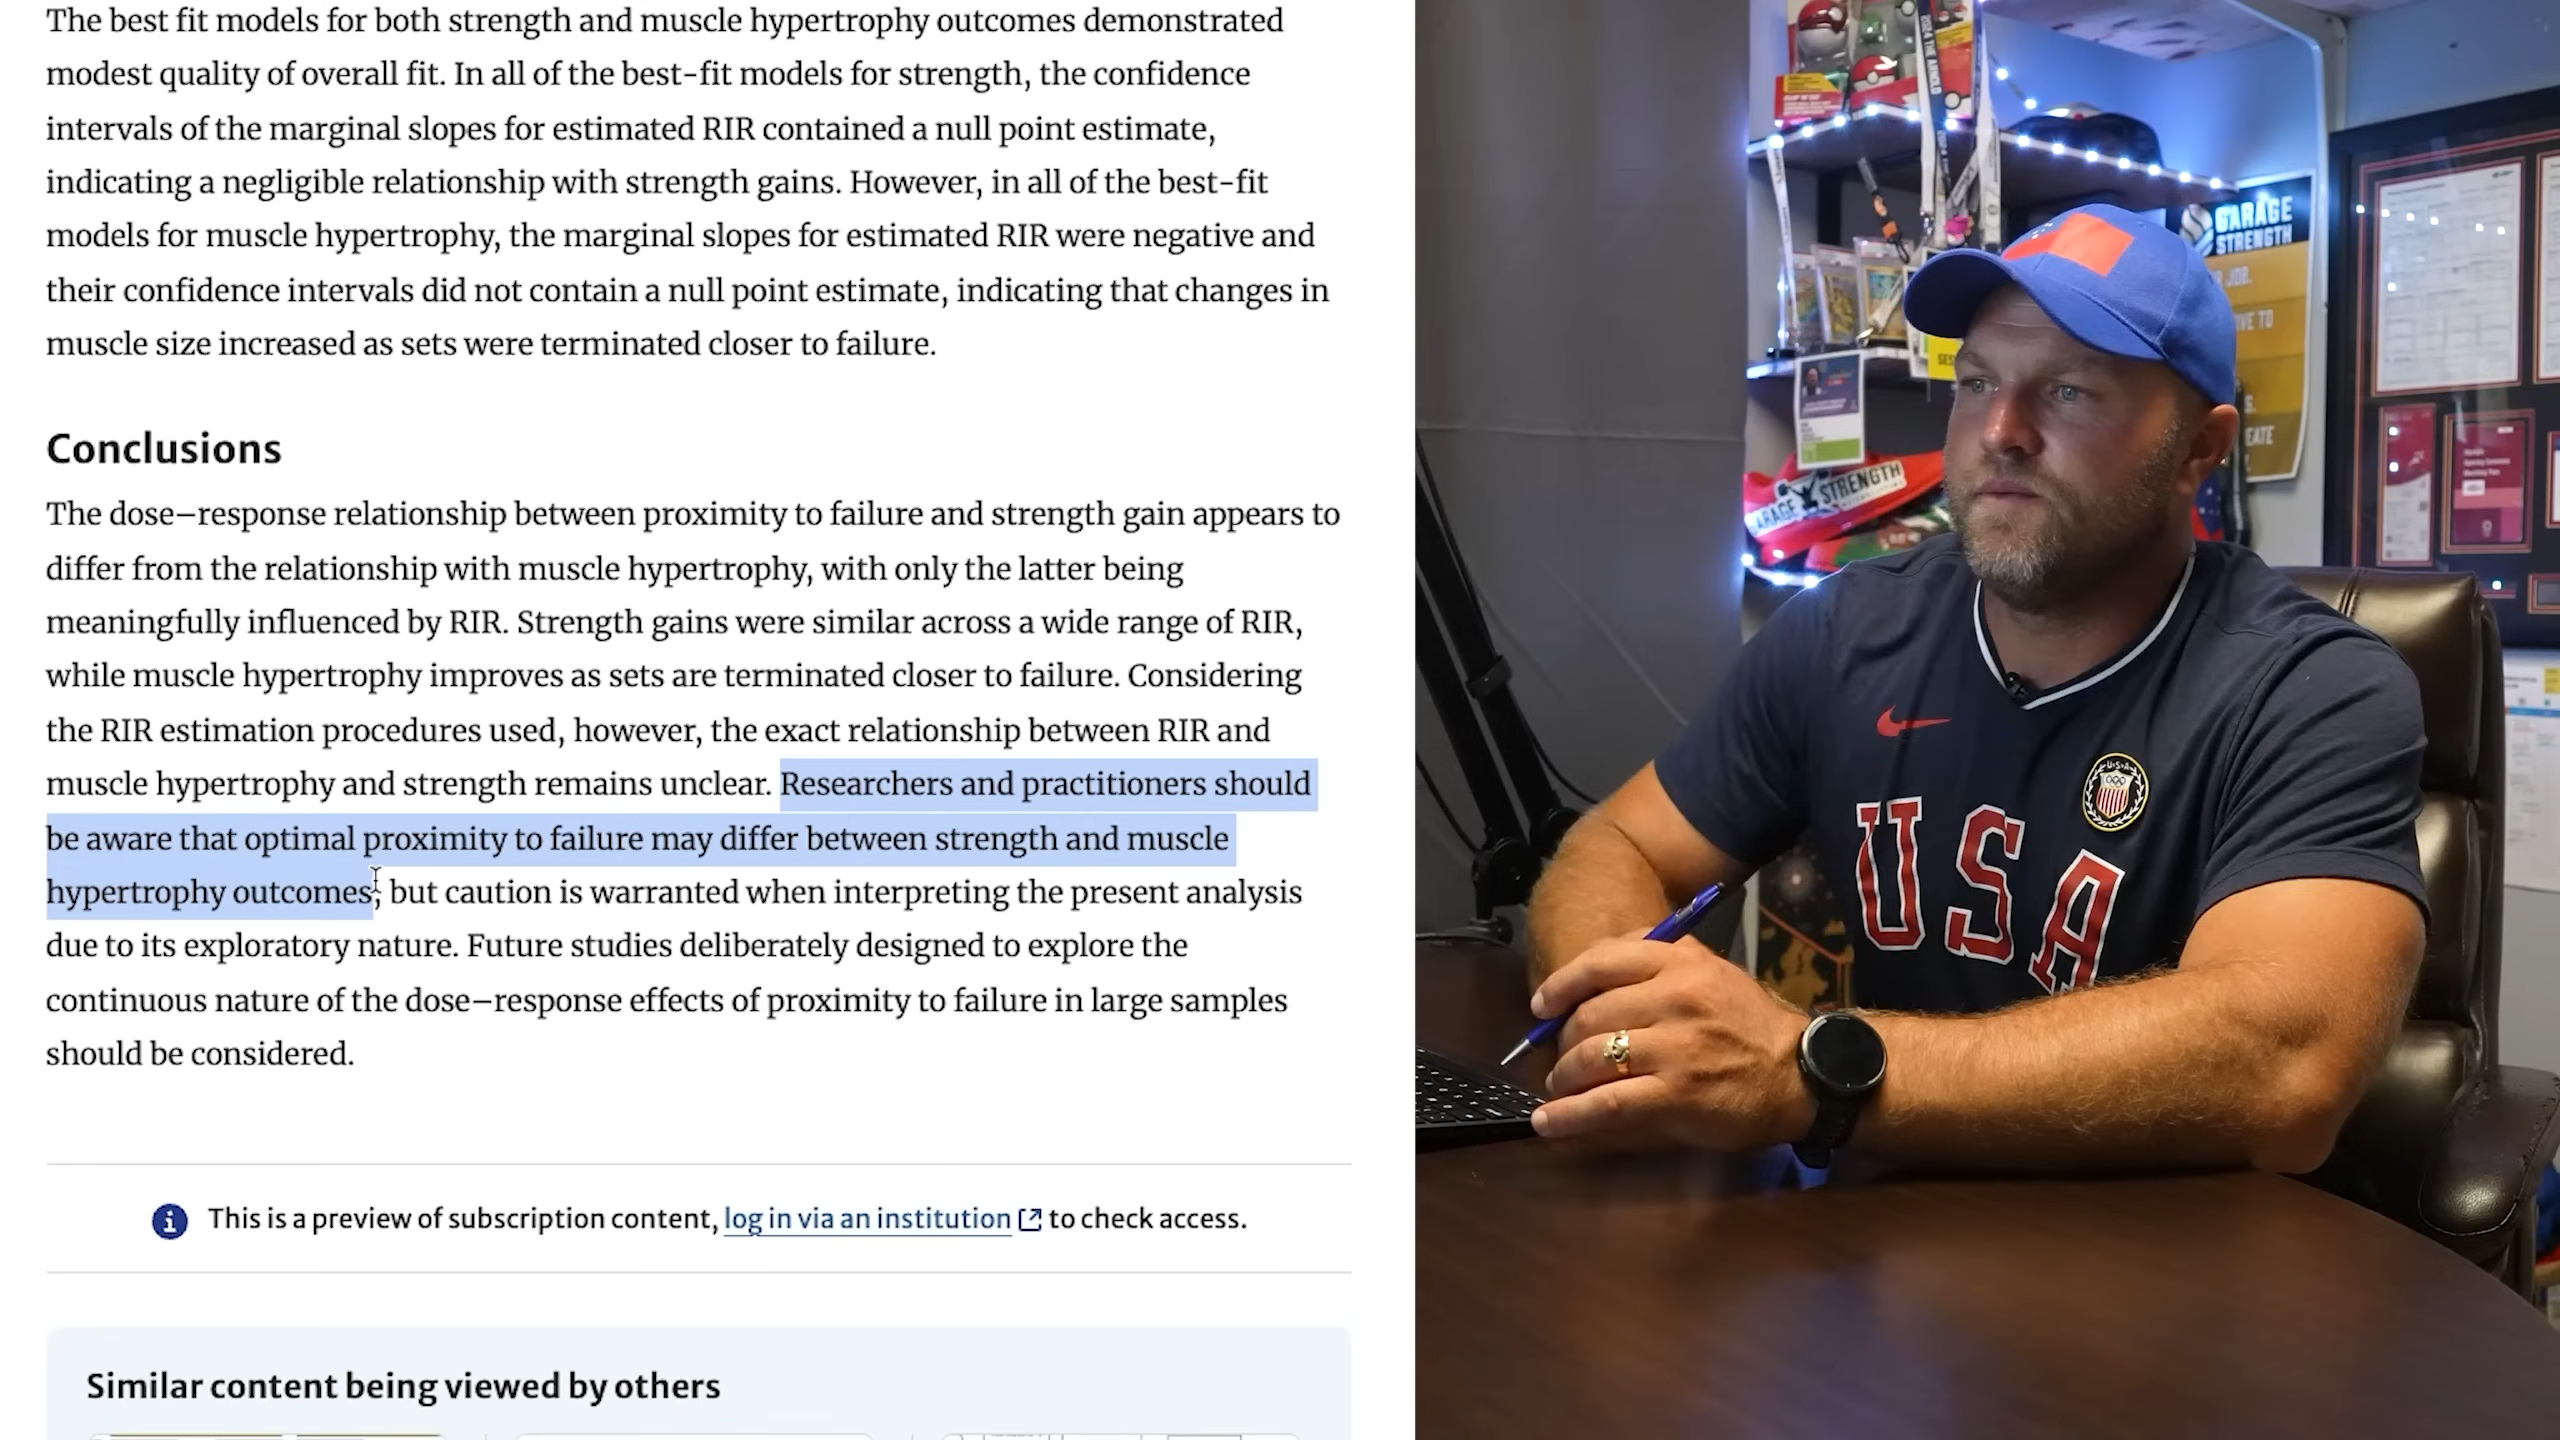 The best fit models for both strength and muscle hypertrophy outcomes demonstrated
modest quality of overall fit. In all of the best-fit models for strength, the confidence
intervals of the marginal slopes for estimated RIR contained a null point estimate,
indicating a negligible relationship with strength gains. However, in all of the best-fit
models for muscle hypertrophy, the marginal slopes for estimated RIR were negative and
their confidence intervals did not contain a null point estimate, indicating that changes in
muscle size increased as sets were terminated closer to failure.
Conclusions
The dose–response relationship between proximity to failure and strength gain appears to
differ from the relationship with muscle hypertrophy, with only the latter being
meaningfully influenced by RIR. Strength gains were similar across a wide range of RIR,
while muscle hypertrophy improves as sets are terminated closer to failure. Considering
the RIR estimation procedures used, however, the exact relationship between RIR and
muscle hypertrophy and strength remains unclear. Researchers and practitioners should
be aware that optimal proximity to failure may differ between strength and muscle
hypertrophy outcomes, but caution is warranted when interpreting the present analysis
due to its exploratory nature. Future studies deliberately designed to explore the
continuous nature of the dose–response effects of proximity to failure in large samples
should be considered.
This is a preview of subscription content, log in via an institution to check access.
Similar content being viewed by others
GARAGE
STRENGTH
JOB.
VE TO
EATE
ARAGE STRENGTH
USA
USA